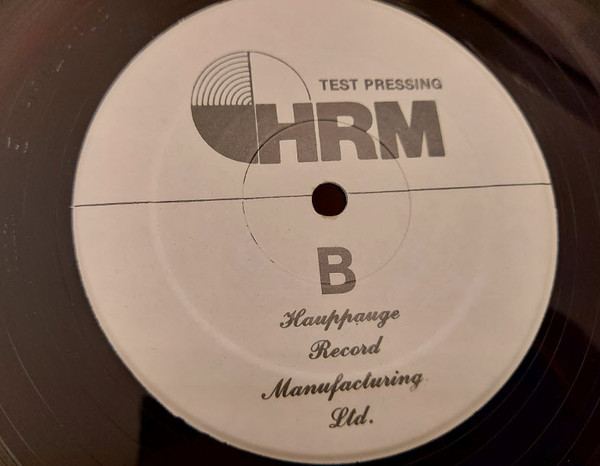 TEST PRESSING
HRM
B
Hauppauge
Record
Manufacturing
Ltd.